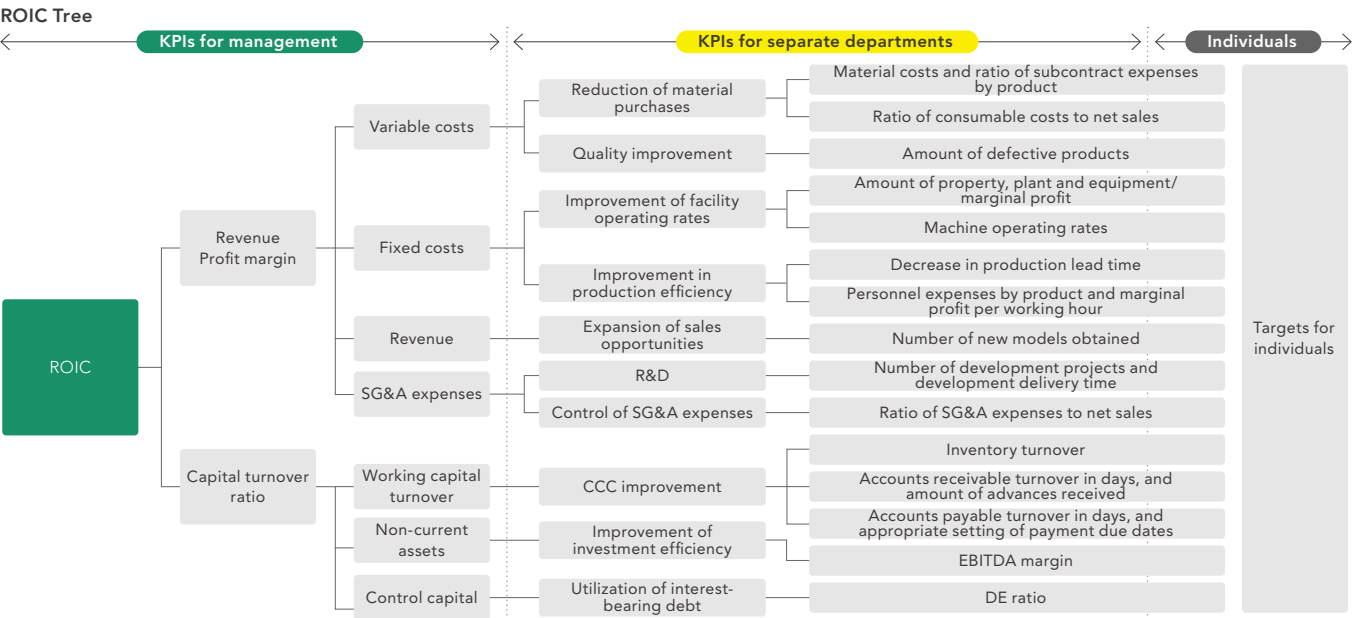 ROIC Tree
KPIs for management
KPIs for separate departments
Individuals
ROIC
Revenue
Profit margin
Capital turnover
ratio
Variable costs
Fixed costs
Revenue
SG&A expenses
Working capital
turnover
Non-current
assets
Control capital
Reduction of material
purchases
Quality improvement
Improvement of facility
operating rates
Improvement in
production efficiency
Expansion of sales
opportunities
R&D
Control of SG&A expenses
CCC improvement
Improvement of
investment efficiency
Utilization of interest-
bearing debt
Material costs and ratio of subcontract expenses
by product
Ratio of consumable costs to net sales
Amount of defective products
Amount of property, plant and equipment/
marginal profit
Machine operating rates
Decrease in production lead time
Personnel expenses by product and marginal
profit per working hour
Number of new models obtained
Number of development projects and
development delivery time
Ratio of SG&A expenses to net sales
Inventory turnover
Accounts receivable turnover in days, and
amount of advances received
Accounts payable turnover in days, and
appropriate setting of payment due dates
EBITDA margin
DE ratio
Targets for
individuals